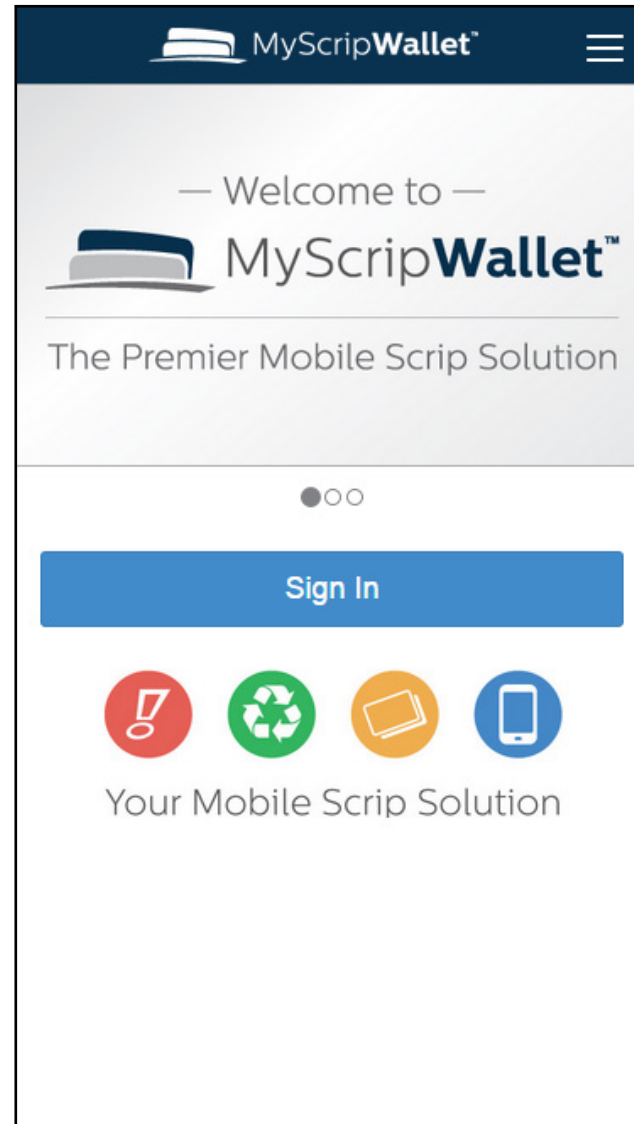 MyScripWallet™
— Welcome to —
MyScripWallet™
The Premier Mobile Scrip Solution
Sign In
Your Mobile Scrip Solution